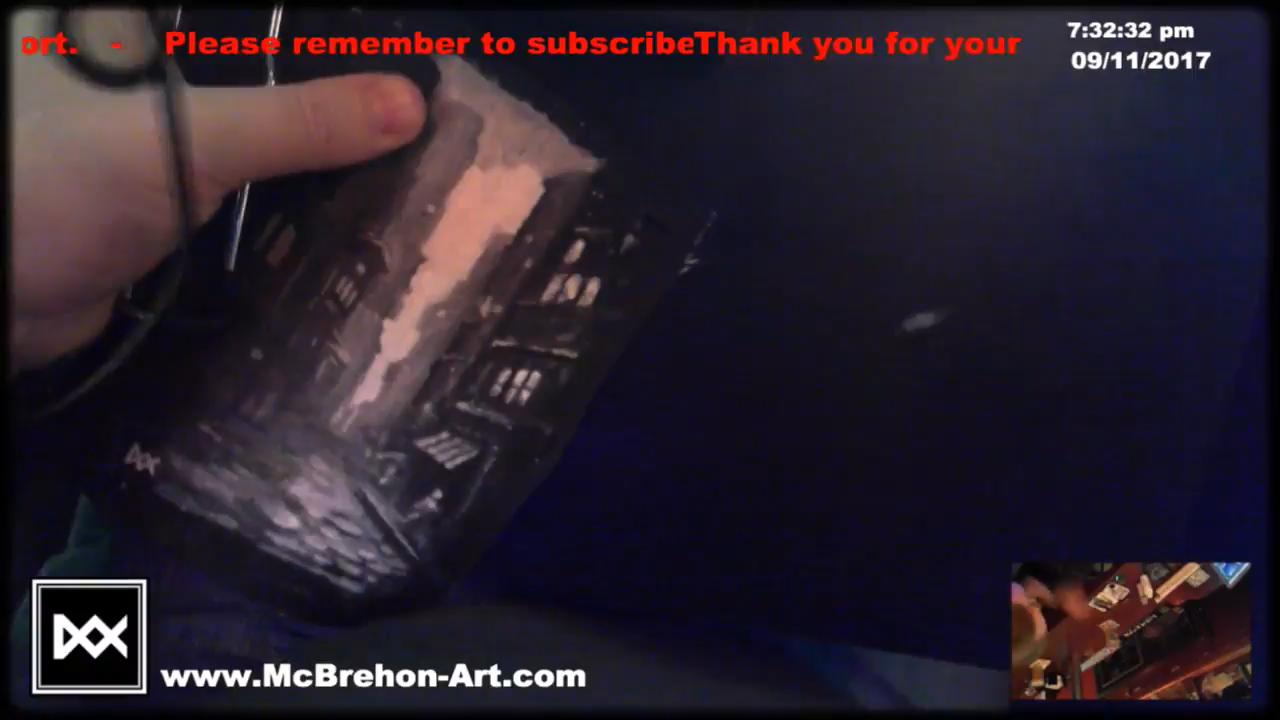 ort. - Please remember to subscribeThank you for your
7:32:32 pm
09/11/2017
www.McBrehon-Art.com